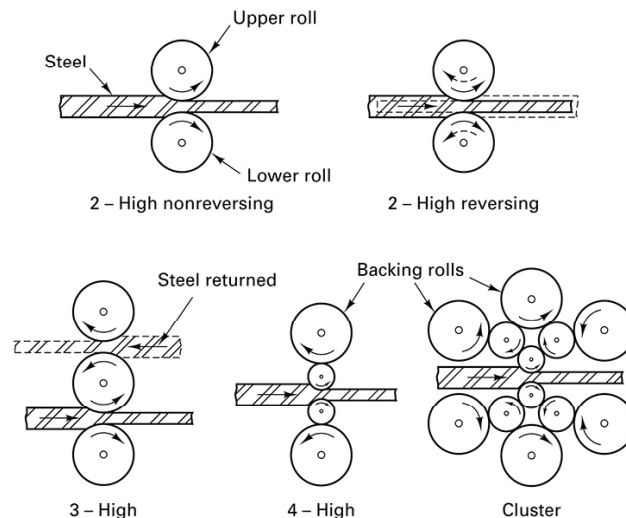 Upper roll
Steel
Lower roll
2 – High nonreversing
2 – High reversing
Steel returned
Backing rolls
3 – High
4 – High
Cluster